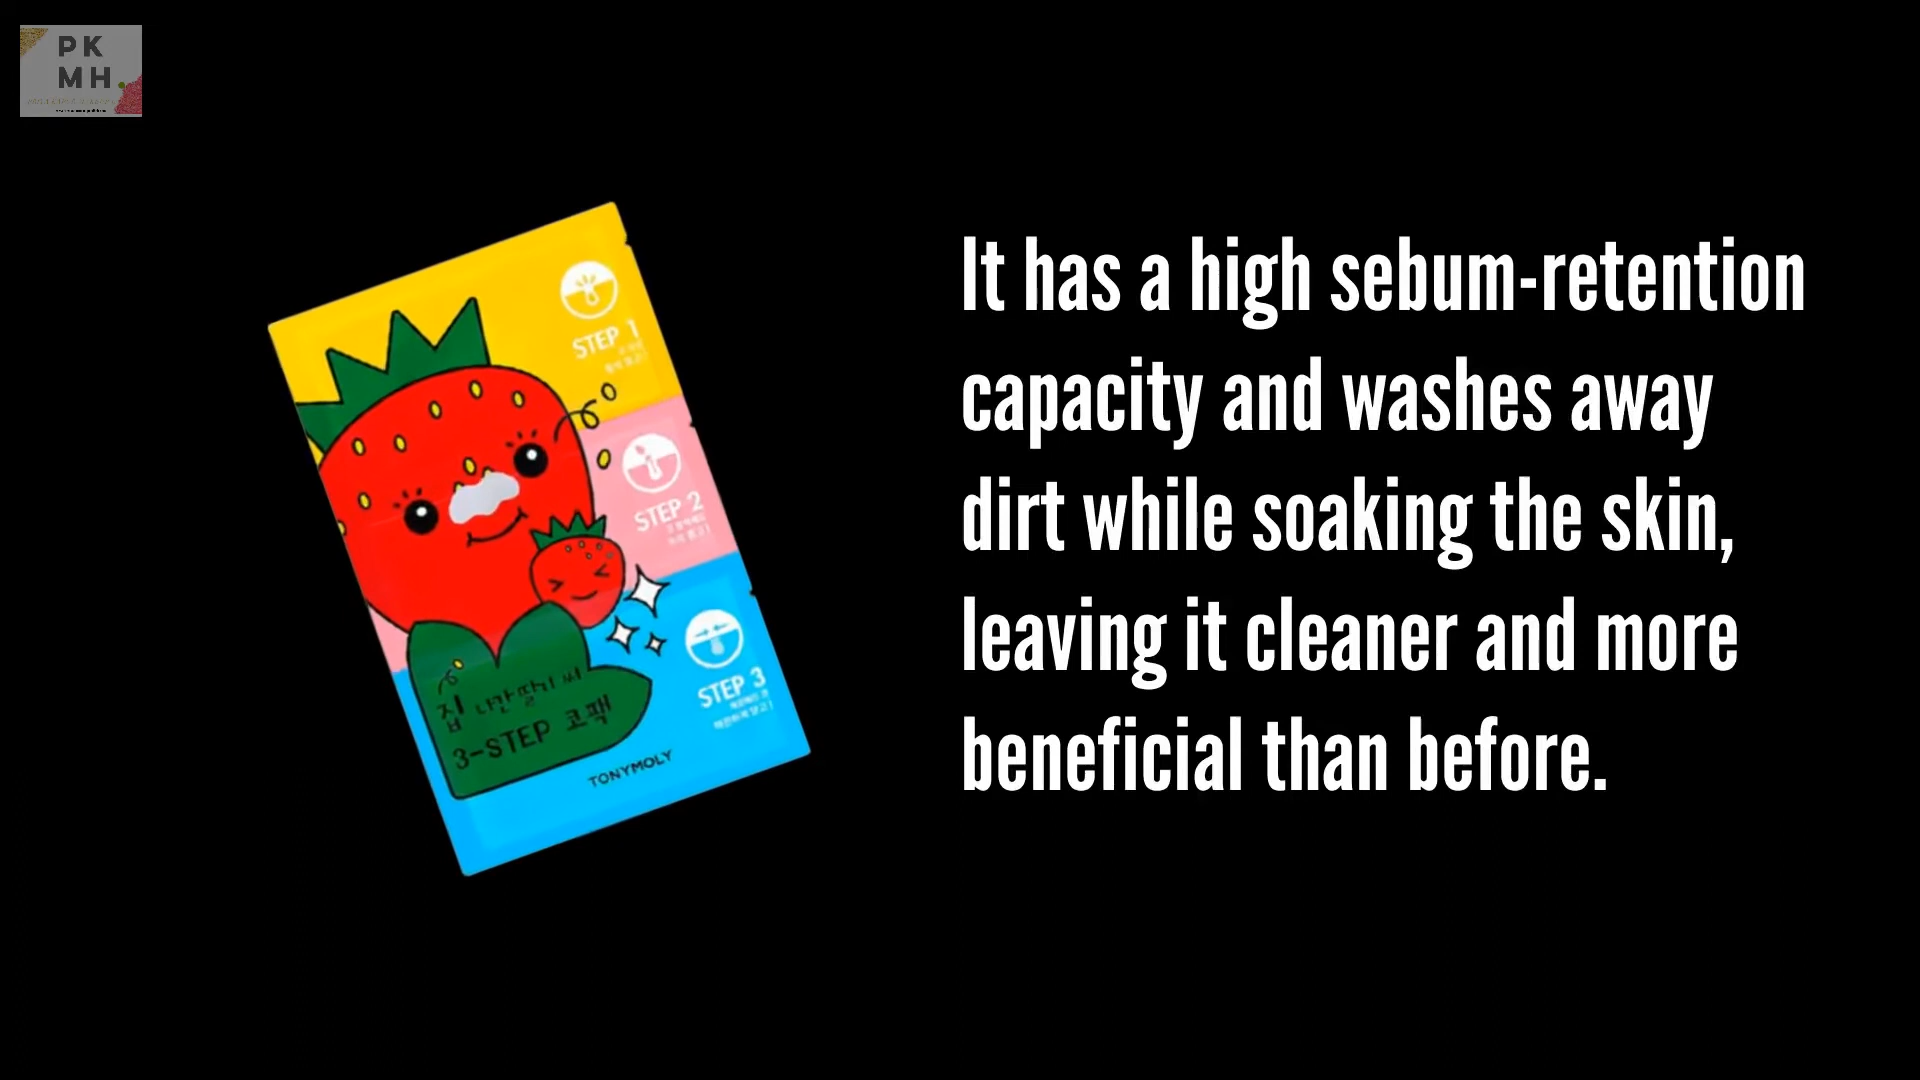 PK
MH.
It has a high sebum-retention
capacity and washes away
dirt while soaking the skin,
leaving it cleaner and more
beneficial than before.
STEP 1
STEP 2
STEP 3
3-STEP 코팩
TONYMOLY